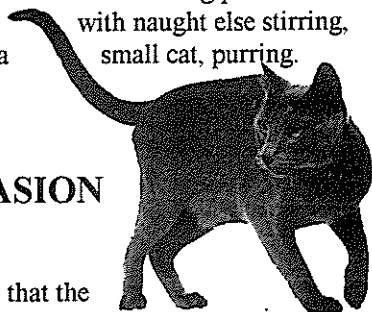 with naught else stirring,
a small cat, purring.
ASION
that the